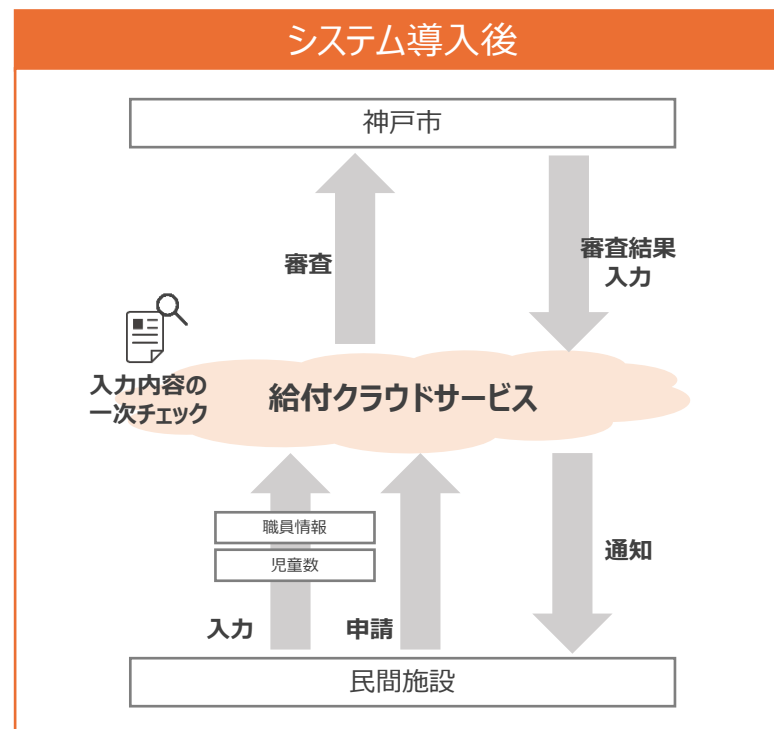 システム導入後
神戸市
審査
審査結果
入力
入力内容の
一次チェック
給付クラウドサービス
職員情報
児童数
入力
申請
通知
民間施設